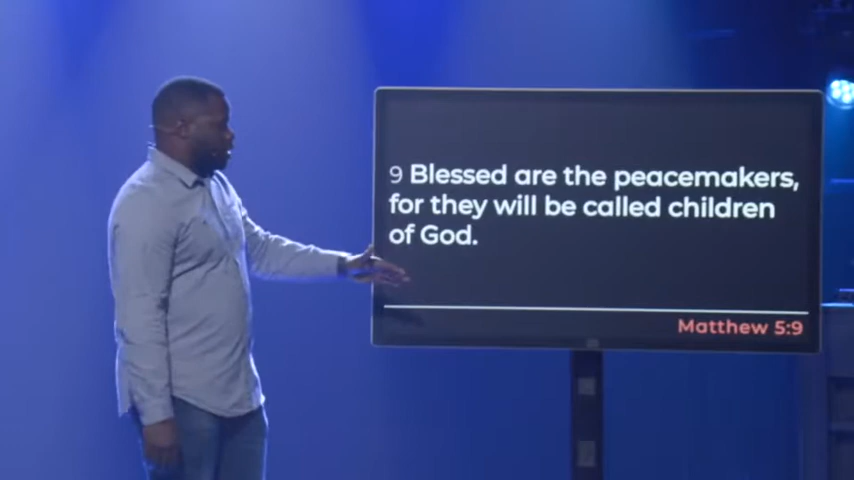 9 Blessed are the peacemakers,
for they will be called children
of God.
Matthew 5:9